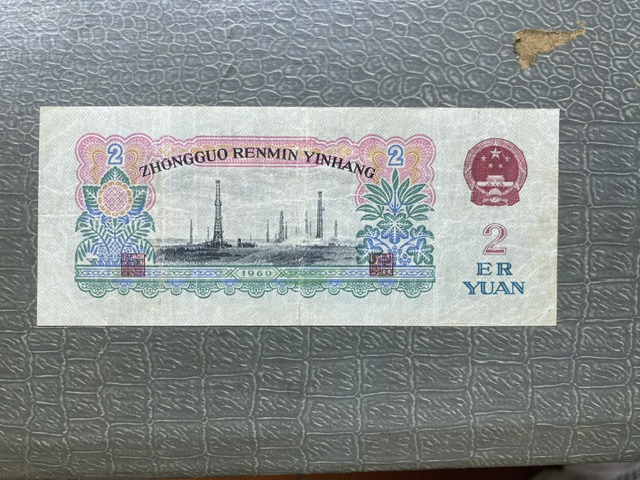 2
ZHONGGUO RENMIN YINHANG
2
1960
2
ER
YUAN